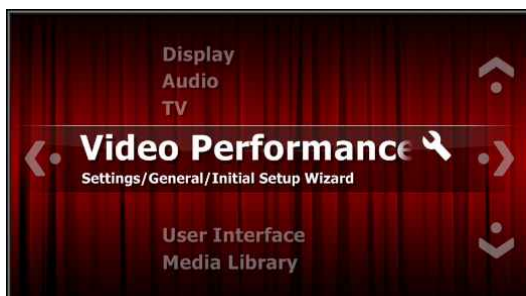 Display
Audio
TV
Video Performance
Settings/General/Initial Setup Wizard
User Interface
Media Library